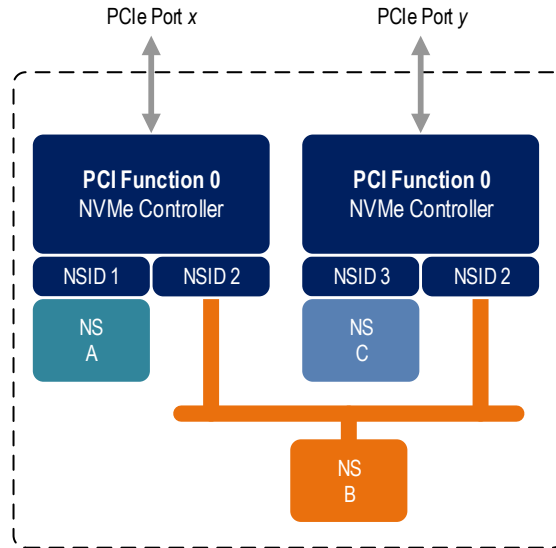 PCIe Port x
PCIe Port y
PCI Function 0
NVMe Controller
PCI Function 0
NVMe Controller
NSID 1
NSID 2
NSID 3
NSID 2
NS
A
NS
C
NS
B